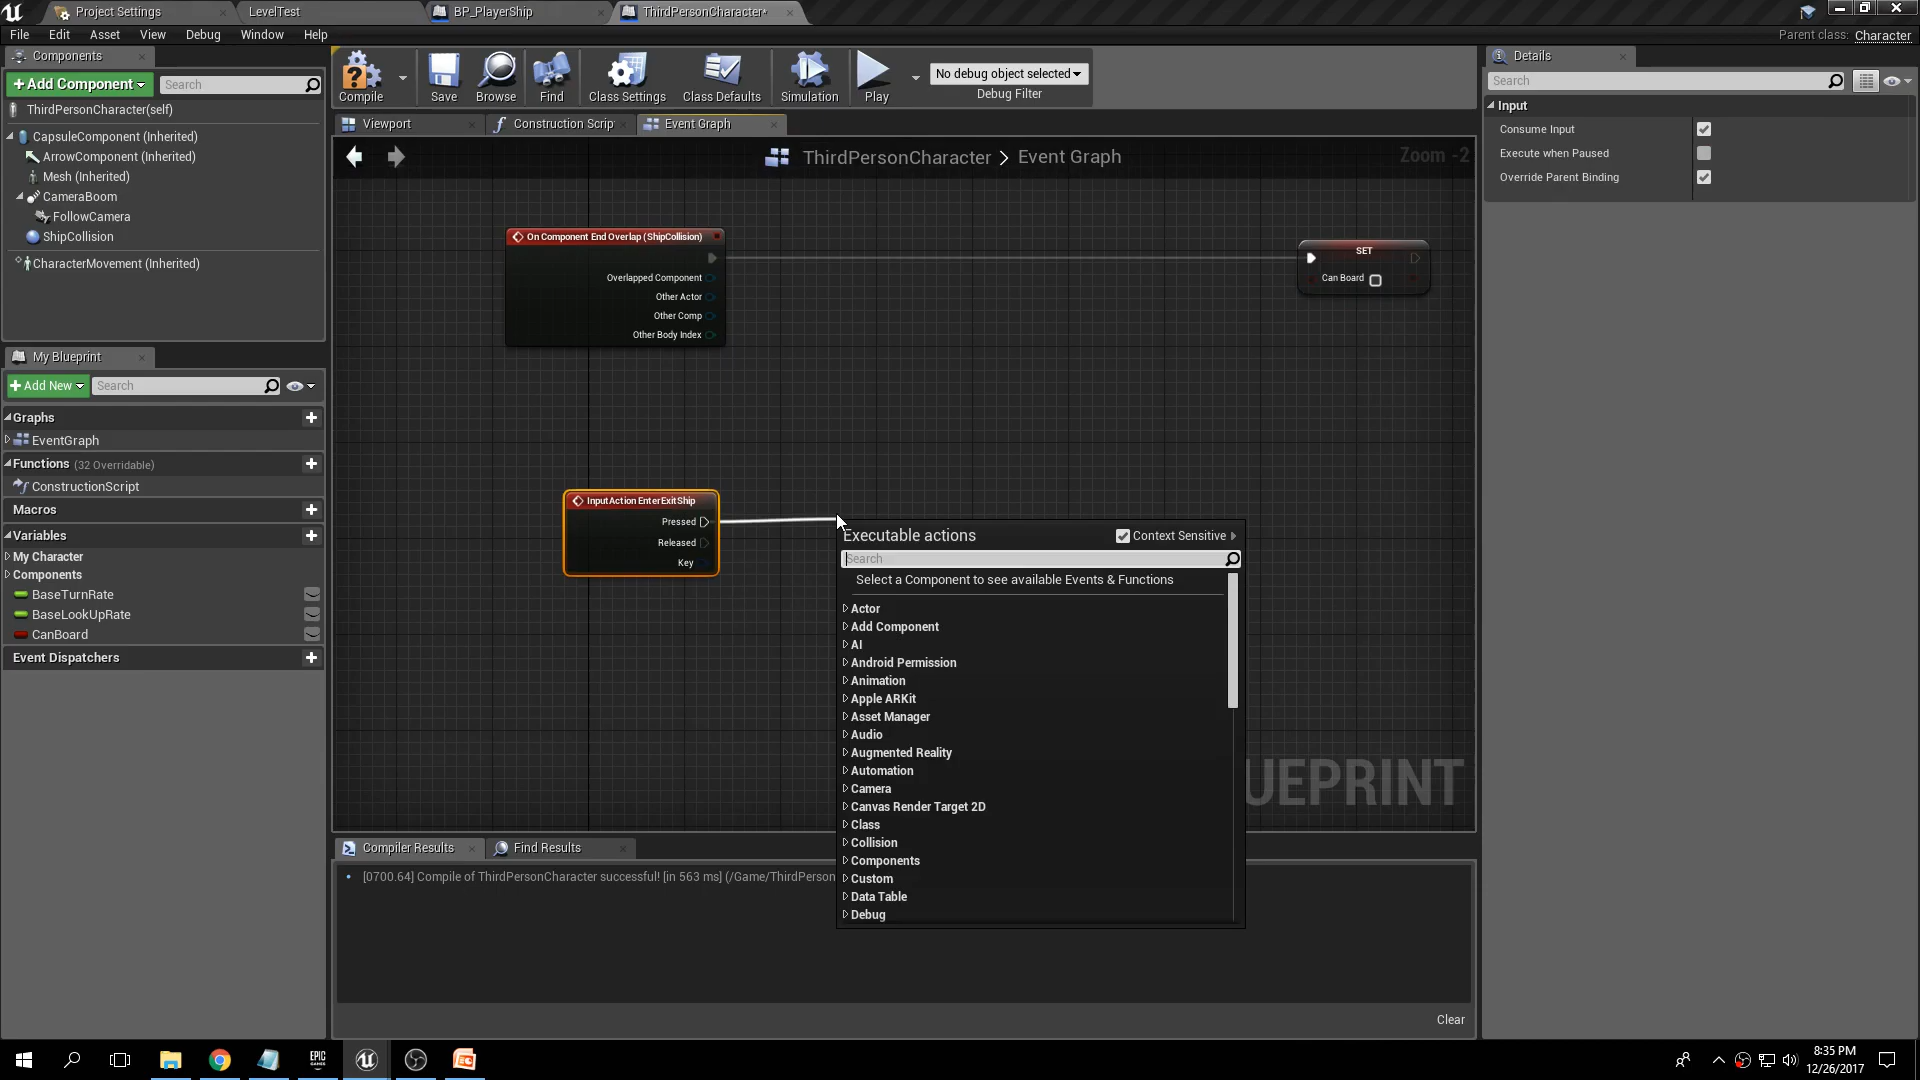 Project Settings
LevelTest
BP_PlayerShip
ThirdPersonCharacter*
File Edit Asset View Debug Window Help
Parent class: Character
Components
+ Add Component
Search
ThirdPersonCharacter(self)
CapsuleComponent (Inherited)
ArrowComponent (Inherited)
Mesh (Inherited)
CameraBoom
FollowCamera
ShipCollision
CharacterMovement (Inherited)
My Blueprint
+ Add New
Search
Graphs
EventGraph
Functions (32 Overridable)
ConstructionScript
Macros
Variables
My Character
Components
BaseTurnRate
BaseLookUpRate
CanBoard
Event Dispatchers
Compile
Save
Browse
Find
Class Settings
Class Defaults
Simulation
Play
No debug object selected
Debug Filter
Viewport
Construction Scrip
Event Graph
ThirdPersonCharacter > Event Graph
Zoom -2
On Component End Overlap (ShipCollision)
Overlapped Component
Other Actor
Other Comp
Other Body Index
SET
Can Board
InputAction EnterExitShip
Pressed
Released
Key
Executable actions
Context Sensitive
Search
Select a Component to see available Events & Functions
Actor
Add Component
AI
Android Permission
Animation
Apple ARKit
Asset Manager
Audio
Augmented Reality
Automation
Camera
Canvas Render Target 2D
Class
Collision
Components
Custom
Data Table
Debug
UEPRINT
Compiler Results
Find Results
[0700.64] Compile of ThirdPersonCharacter successful! [in 563 ms] (/Game/ThirdPerson
Clear
Details
Search
Input
Consume Input
Execute when Paused
Override Parent Binding
EPIC
GAMES
8:35 PM
12/26/2017